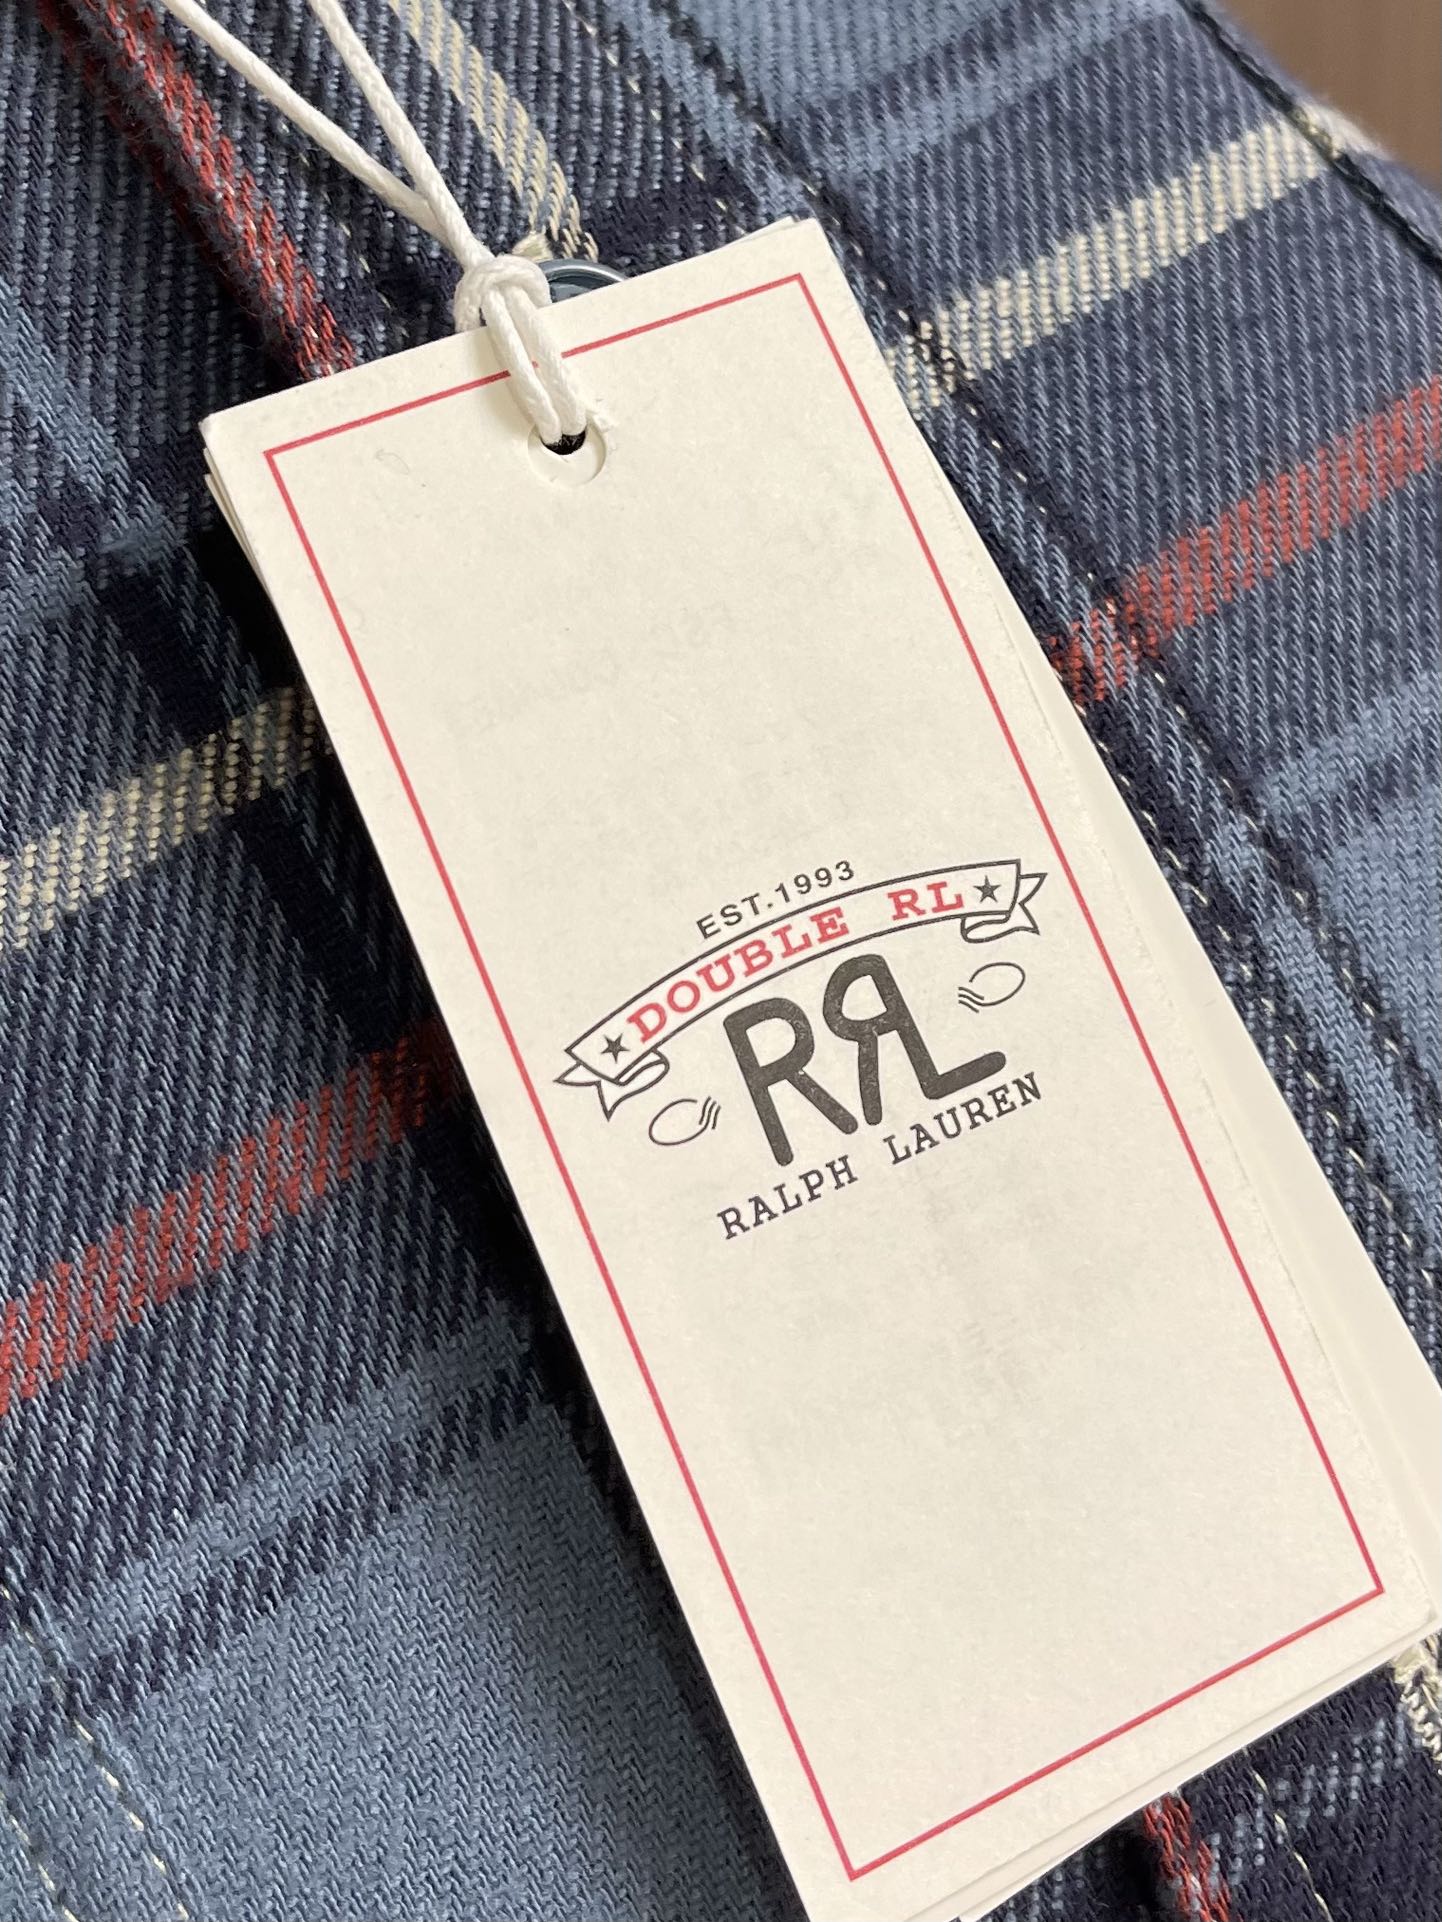 EST.1993
DOUBLE RL
RRL
RALPH LAUREN